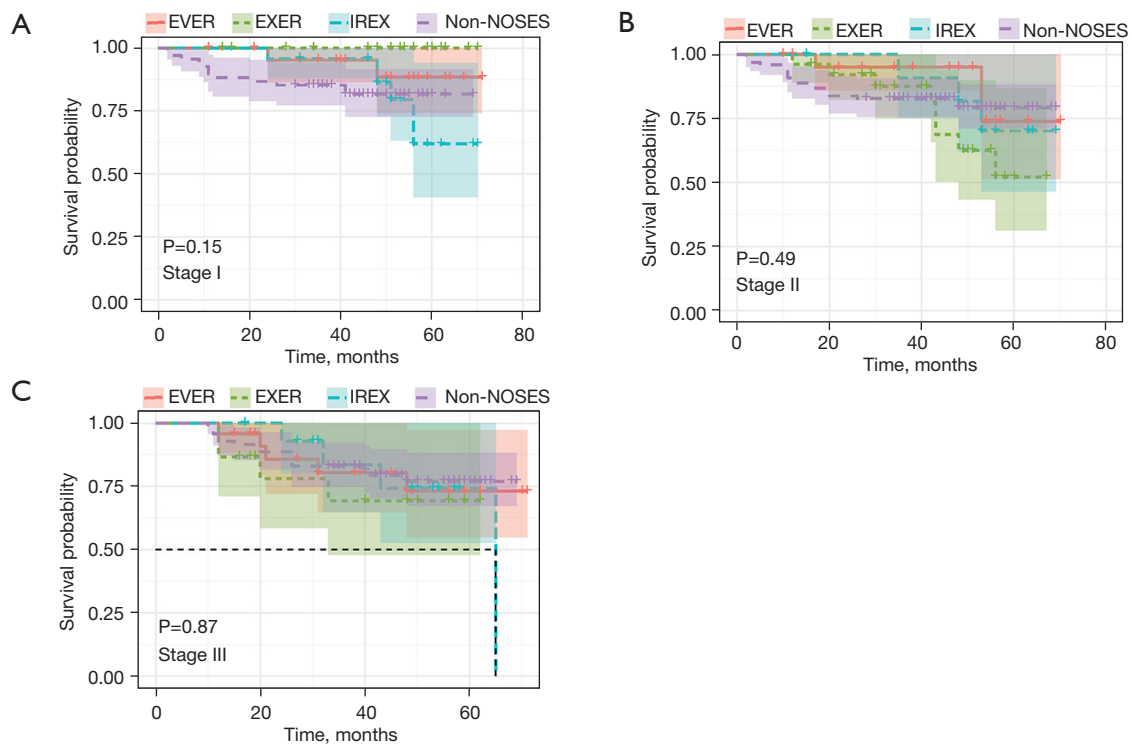 A
EVER EXER IREX Non-NOSES
1.00
0.75
0.50
0.25
0.00
Survival probability
P=0.15
Stage I
0 20 40 60 80
Time, months
B
EVER EXER IREX Non-NOSES
1.00
0.75
0.50
0.25
0.00
Survival probability
P=0.49
Stage II
0 20 40 60 80
Time, months
C
EVER EXER IREX Non-NOSES
1.00
0.75
0.50
0.25
0.00
Survival probability
P=0.87
Stage III
0 20 40 60
Time, months